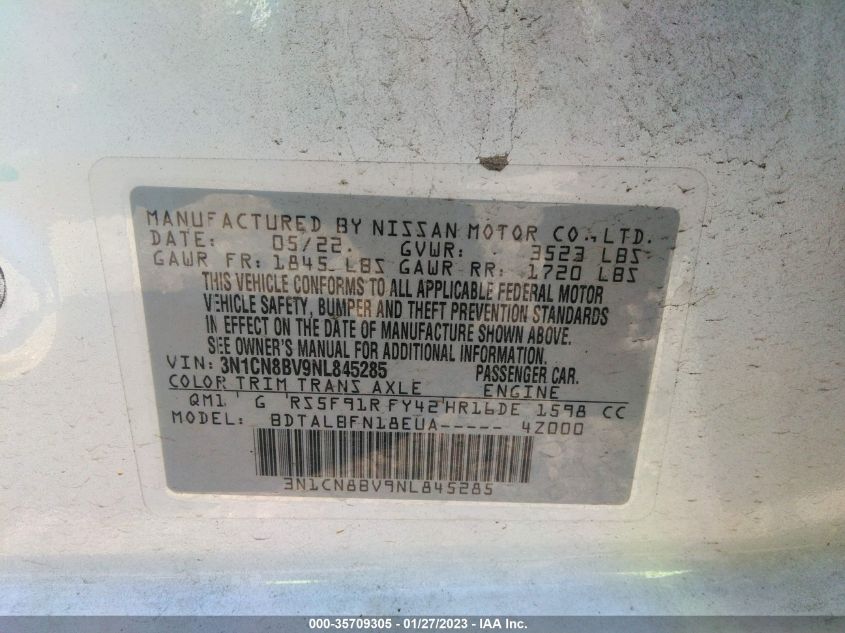 MANUFACTURED BY NISSAN MOTOR CO., LTD.
DATE: 05/22 GVWR: 3523 LBS
GAWR FR: 1845 LBS GAWR RR: 1720 LBS
THIS VEHICLE CONFORMS TO ALL APPLICABLE FEDERAL MOTOR
VEHICLE SAFETY, BUMPER AND THEFT PREVENTION STANDARDS
IN EFFECT ON THE DATE OF MANUFACTURE SHOWN ABOVE.
SEE OWNER'S MANUAL FOR ADDITIONAL INFORMATION.
VIN: 3N1CN8BV9NL845285 PASSENGER CAR.
COLOR TRIM TRANS AXLE ENGINE
QM1 G RS5F91R FY42 HR16DE 1598 CC
MODEL: BDTALBFN18EUA----- 4Z000
3N1CN8BV9NL845285
000-35709305 - 01/27/2023 - © IAA Inc.